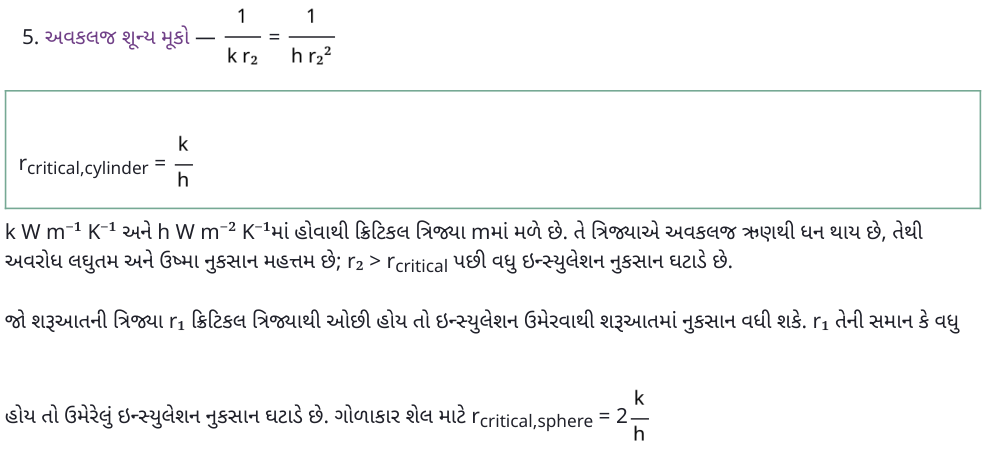 5. અવકલજ શૂન્ય મૂકો — 1/(k r₂) = 1/(h r₂²)
r_critical,cylinder = k/h
k W m⁻¹ K⁻¹ અને h W m⁻² K⁻¹માં હોવાથી ક્રિટિકલ ત્રિજ્યા mમાં મળે છે. તે ત્રિજ્યાએ અવકલજ ઋણથી ધન થાય છે, તેથી
અવરોધ લઘુતમ અને ઉષ્મા નુકસાન મહત્તમ છે; r₂ > r_critical પછી વધુ ઇન્સ્યુલેશન નુકસાન ઘટાડે છે.
જો શરૂઆતની ત્રિજ્યા r₁ ક્રિટિકલ ત્રિજ્યાથી ઓછી હોય તો ઇન્સ્યુલેશન ઉમેરવાથી શરૂઆતમાં નુકસાન વધી શકે. r₁ તેની સમાન કે વધુ
હોય તો ઉમેરેલું ઇન્સ્યુલેશન નુકસાન ઘટાડે છે. ગોળાકાર શેલ માટે r_critical,sphere = 2 k/h